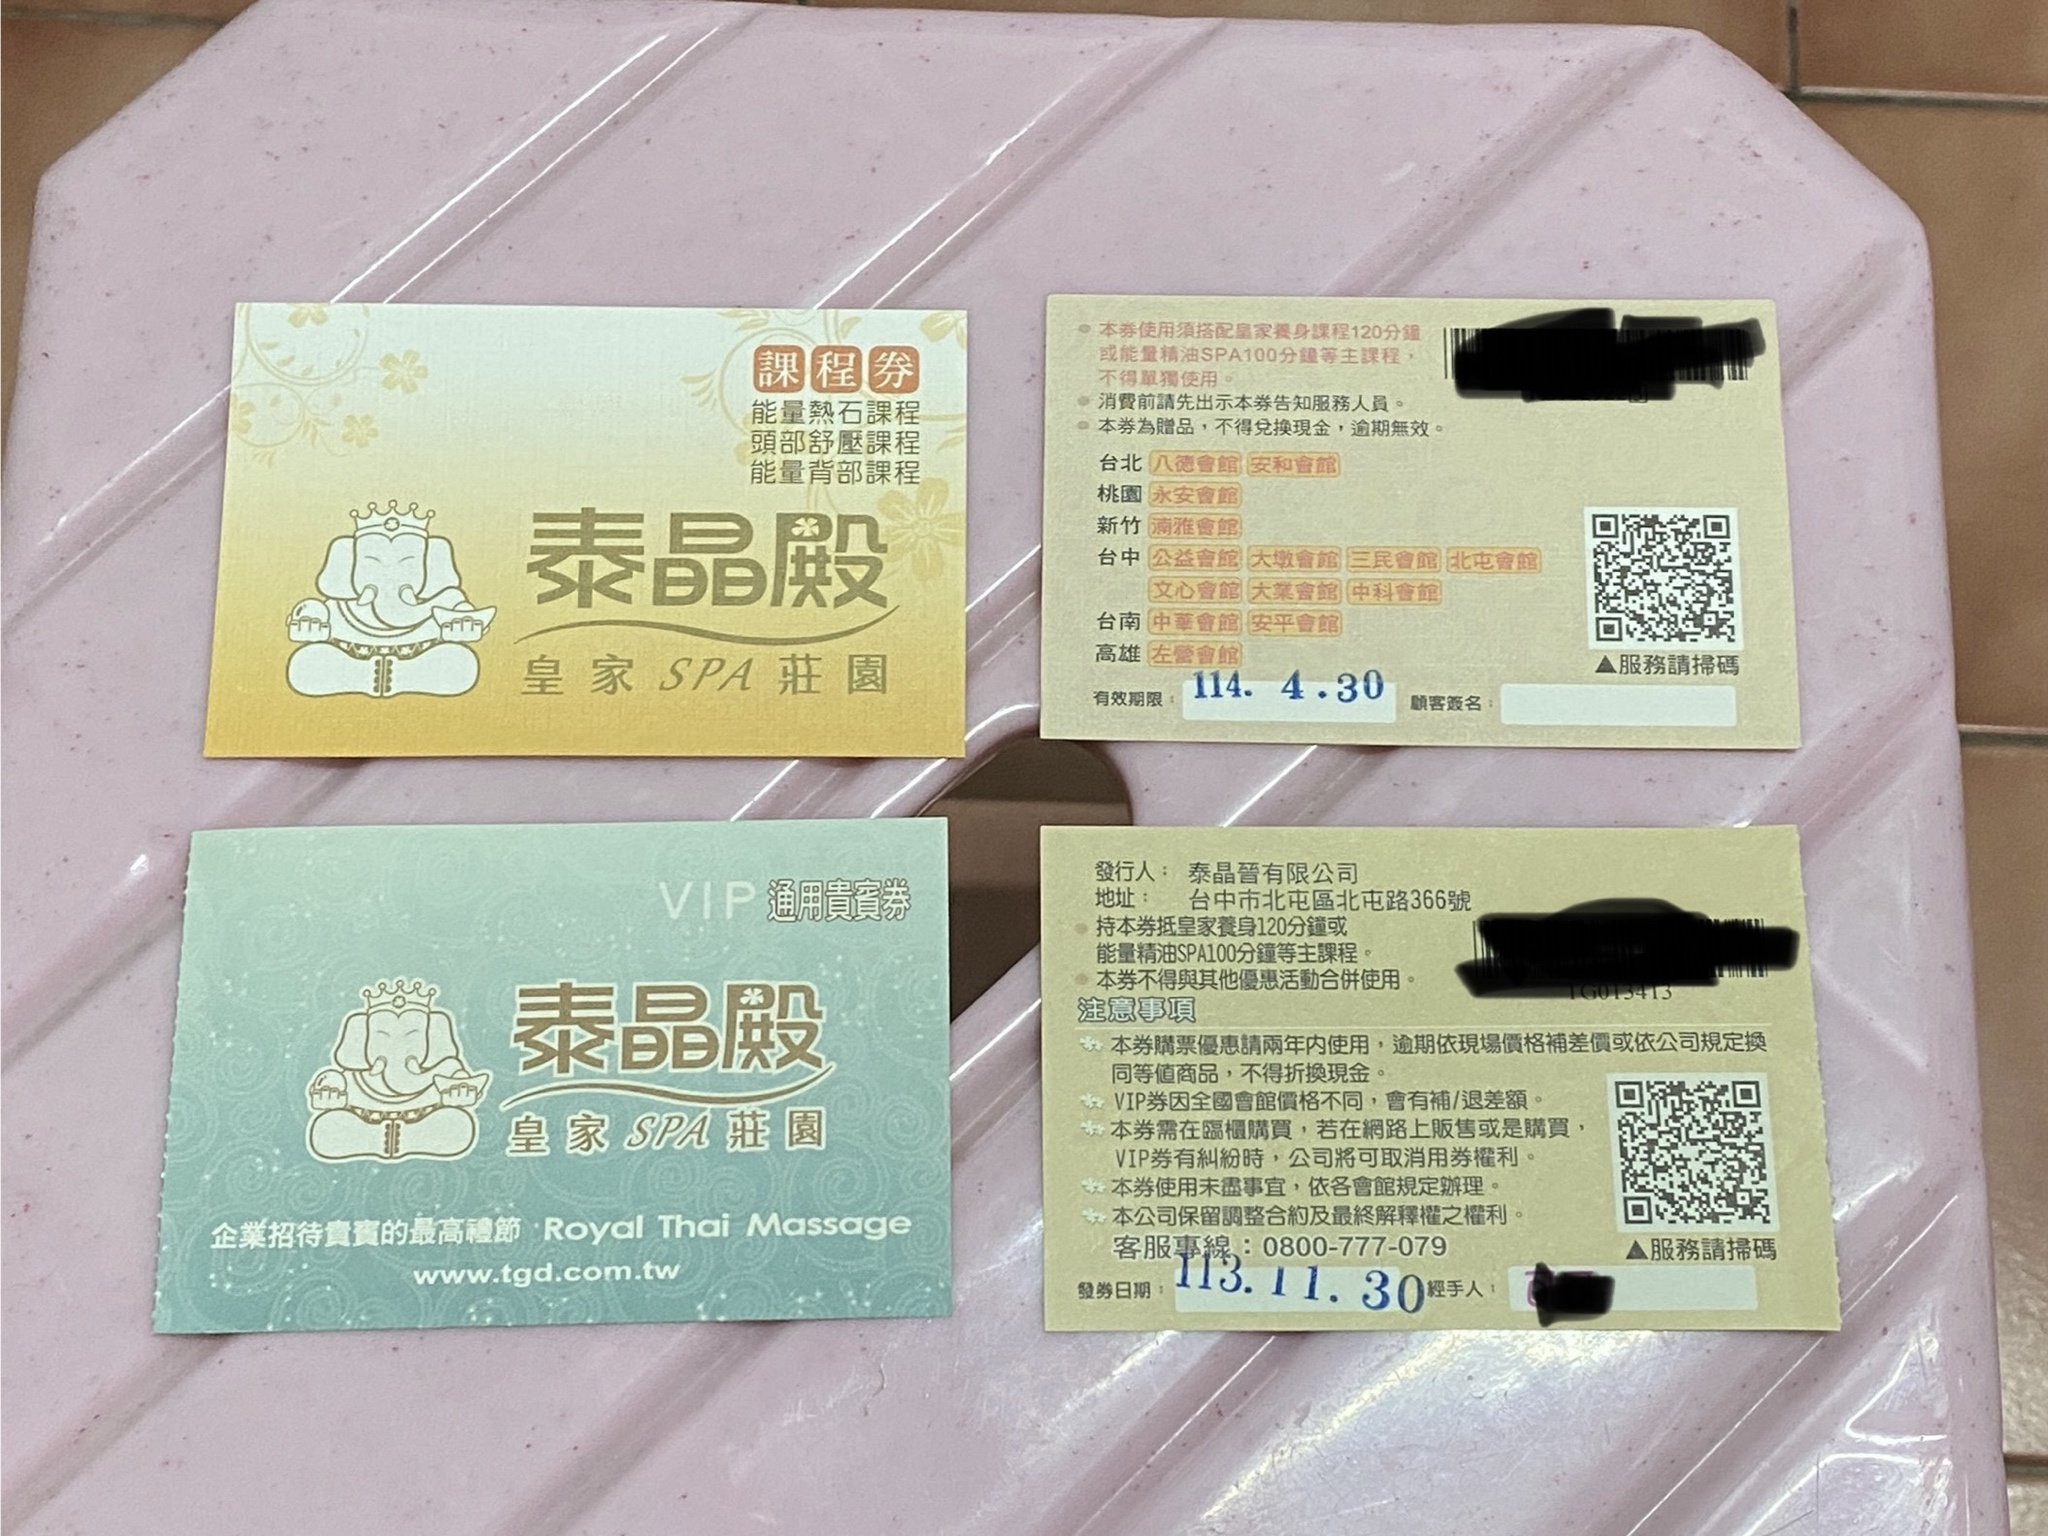 課程券
能量熱石課程
頭部舒壓課程
能量背部課程
泰晶殿
皇家SPA莊園
本券使用須搭配皇家養身課程120分鐘
或能量精油SPA100分鐘等主課程，
不得單獨使用。
消費前請先出示本券告知服務人員。
本券為贈品，不得兌換現金，逾期無效。
台北 八德會館 安和會館
桃園 永安會館
新竹 湳雅會館
台中 公益會館 大墩會館 三民會館 北屯會館
文心會館 大業會館 中科會館
台南 中華會館 安平會館
高雄 左營會館
▲服務請掃碼
有效期限： 114. 4.30 顧客簽名：
VIP 通用貴賓券
泰晶殿
皇家SPA莊園
企業招待貴賓的最高禮節 Royal Thai Massage
www.tgd.com.tw
發行人： 泰晶晉有限公司
地址： 台中市北屯區北屯路366號
持本券抵皇家養身120分鐘或
能量精油SPA100分鐘等主課程。
本券不得與其他優惠活動合併使用。
TG013413
注意事項
本券購票優惠請兩年內使用，逾期依現場價格補差價或依公司規定換
同等值商品，不得折換現金。
VIP券因全國會館價格不同，會有補/退差額。
本券需在臨櫃購買，若在網路上販售或是購買，
VIP券有糾紛時，公司將可取消用券權利。
本券使用未盡事宜，依各會館規定辦理。
本公司保留調整合約及最終解釋權之權利。
客服專線：0800-777-079
▲服務請掃碼
發券日期： 113.11.30 經手人：